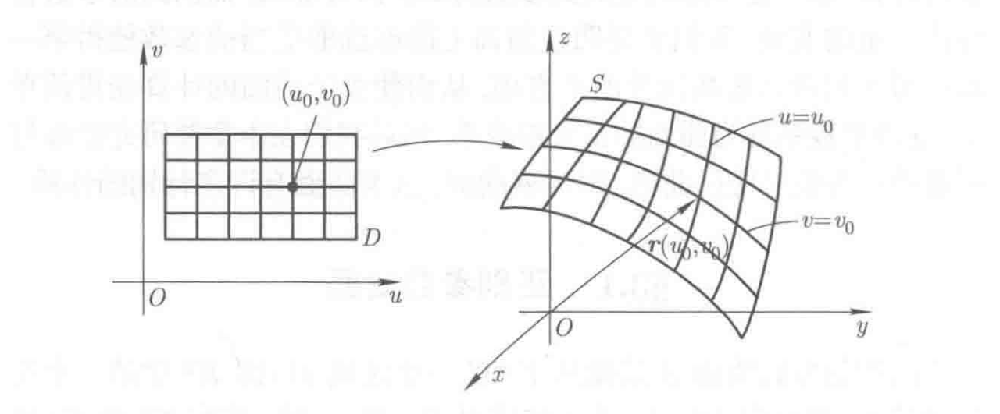 v
(u₀,v₀)
D
O
u
z
S
u=u₀
v=v₀
r(u₀,v₀)
O
y
x